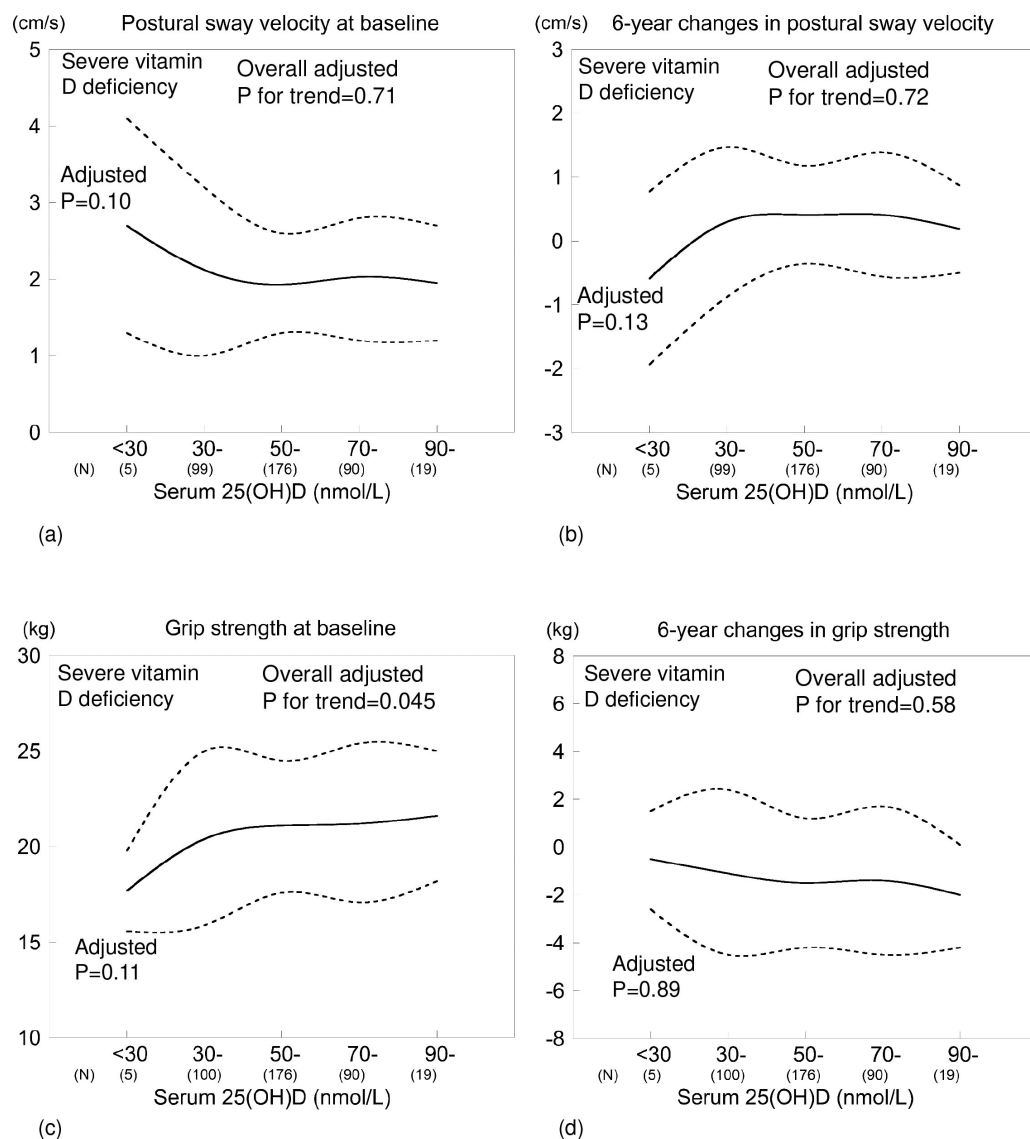 (cm/s) Postural sway velocity at baseline
5
Severe vitamin
D deficiency
Overall adjusted
P for trend=0.71
4
Adjusted
P=0.10
3
2
1
0
<30 30- 50- 70- 90-
(N) (5) (99) (176) (90) (19)
Serum 25(OH)D (nmol/L)
(a)
(cm/s) 6-year changes in postural sway velocity
3
Severe vitamin
D deficiency
Overall adjusted
P for trend=0.72
2
1
0
-1
Adjusted
P=0.13
-2
-3
<30 30- 50- 70- 90-
(N) (5) (99) (176) (90) (19)
Serum 25(OH)D (nmol/L)
(b)
(kg) Grip strength at baseline
30
Severe vitamin
D deficiency
Overall adjusted
P for trend=0.045
25
20
15
Adjusted
P=0.11
10
<30 30- 50- 70- 90-
(N) (5) (100) (176) (90) (19)
Serum 25(OH)D (nmol/L)
(c)
(kg) 6-year changes in grip strength
8
Severe vitamin
D deficiency
Overall adjusted
P for trend=0.58
6
4
2
0
-2
-4
Adjusted
P=0.89
-6
-8
<30 30- 50- 70- 90-
(N) (5) (100) (176) (90) (19)
Serum 25(OH)D (nmol/L)
(d)